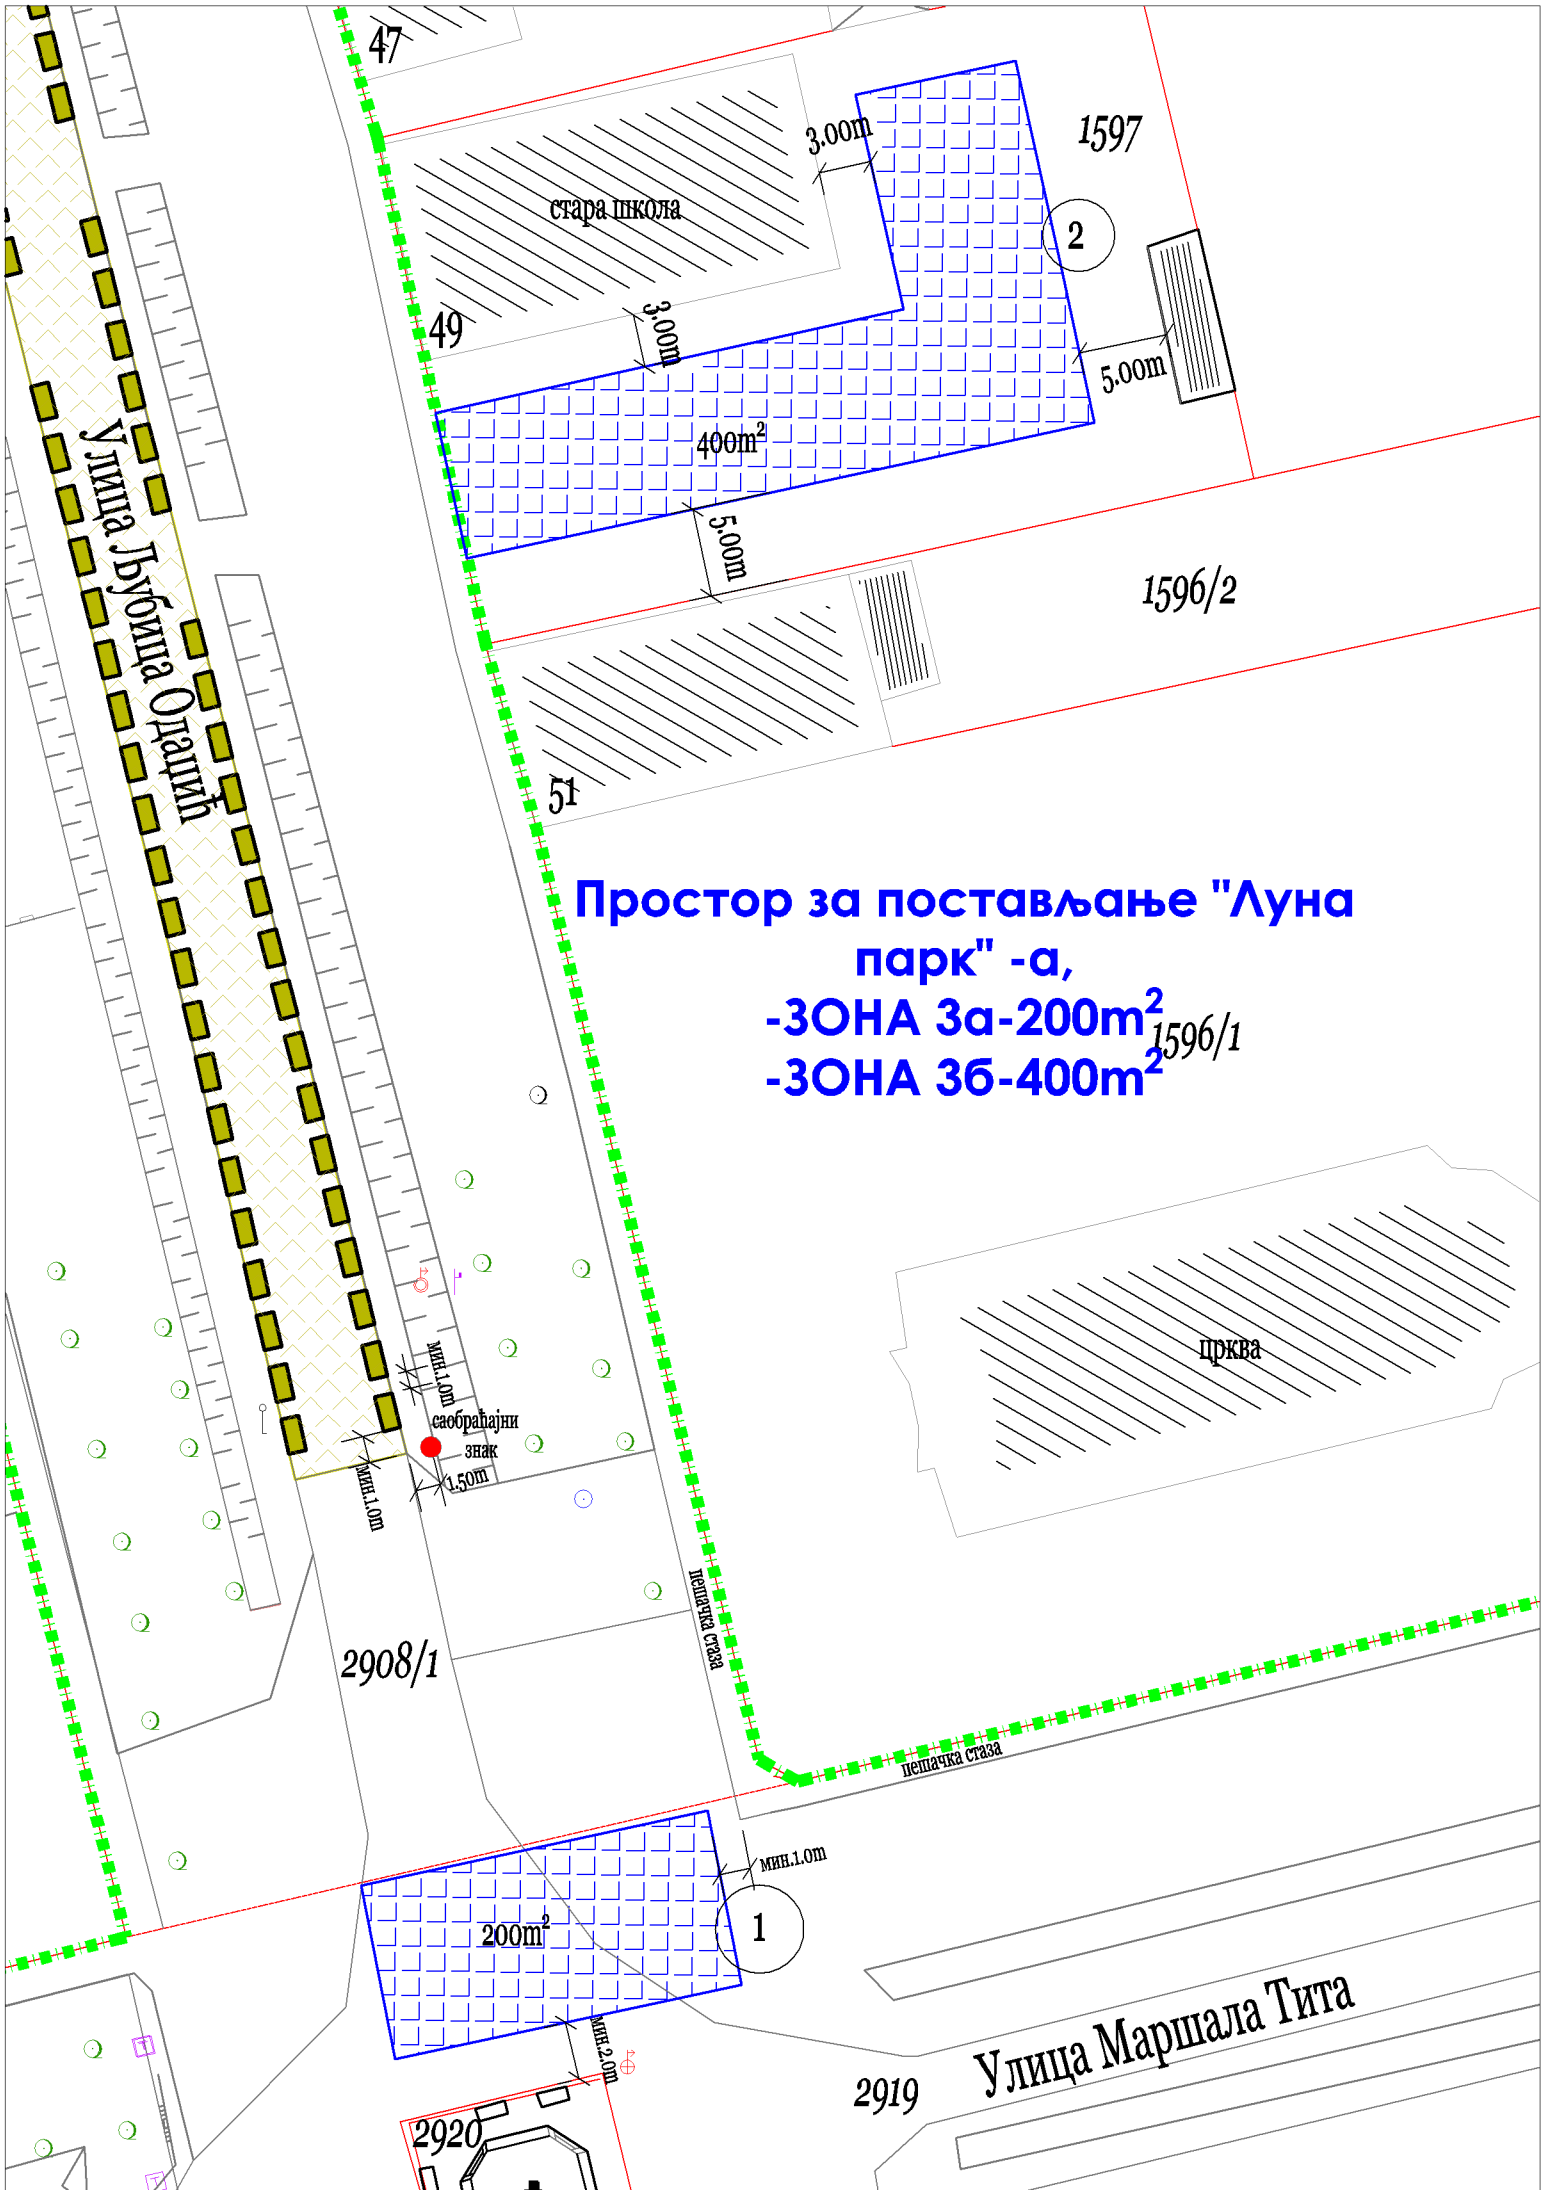 47
3.00m
1597
стара школа
2
49
3.00m
5.00m
400m²
5.00m
1596/2
Улица Љубица Одаџић
51
Простор за постављање "Луна
парк" -а,
-ЗОНА 3а-200m²
-ЗОНА 3б-400m²
1596/1
црква
мин.1.0m
саобраћајни
знак
1.50m
мин.1.0m
пешачка стаза
2908/1
пешачка стаза
мин.1.0m
1
200m²
мин.2.0m
Улица Маршала Тита
2919
2920